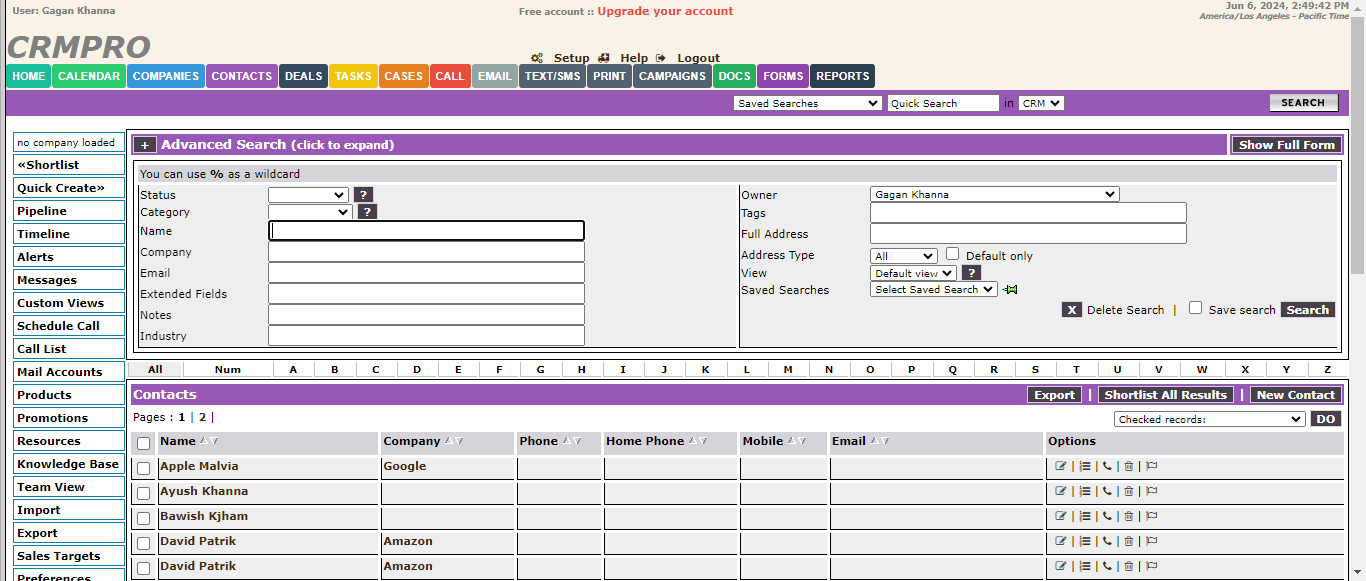 User: Gagan Khanna
Free account :: Upgrade your account
Jun 6, 2024, 2:49:42 PM
America/Los Angeles - Pacific Time
CRMPRO
Setup Help Logout
HOME CALENDAR COMPANIES CONTACTS DEALS TASKS CASES CALL EMAIL TEXT/SMS PRINT CAMPAIGNS DOCS FORMS REPORTS
Saved Searches Quick Search in CRM SEARCH
no company loaded
«Shortlist
Quick Create»
Pipeline
Timeline
Alerts
Messages
Custom Views
Schedule Call
Call List
Mail Accounts
Products
Promotions
Resources
Knowledge Base
Team View
Import
Export
Sales Targets
Preferences
+ Advanced Search (click to expand) Show Full Form
You can use % as a wildcard
Status ?
Category ?
Name
Company
Email
Extended Fields
Notes
Industry
Owner Gagan Khanna
Tags
Full Address
Address Type All Default only
View Default view ?
Saved Searches Select Saved Search
X Delete Search | Save search Search
All Num A B C D E F G H I J K L M N O P Q R S T U V W X Y Z
Contacts Export | Shortlist All Results | New Contact
Pages : 1 | 2 |
Checked records: DO
Name Company Phone Home Phone Mobile Email Options
Apple Malvia Google | | | |
Ayush Khanna | | | |
Bawish Kjham | | | |
David Patrik Amazon | | | |
David Patrik Amazon | | | |